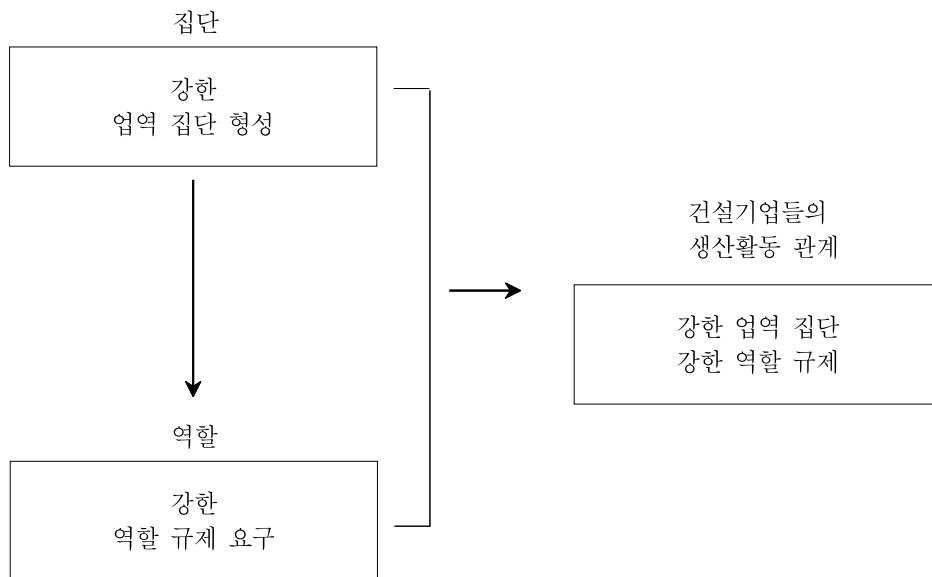 집단
강한
업역 집단 형성
건설기업들의
생산활동 관계
강한 업역 집단
강한 역할 규제
역할
강한
역할 규제 요구